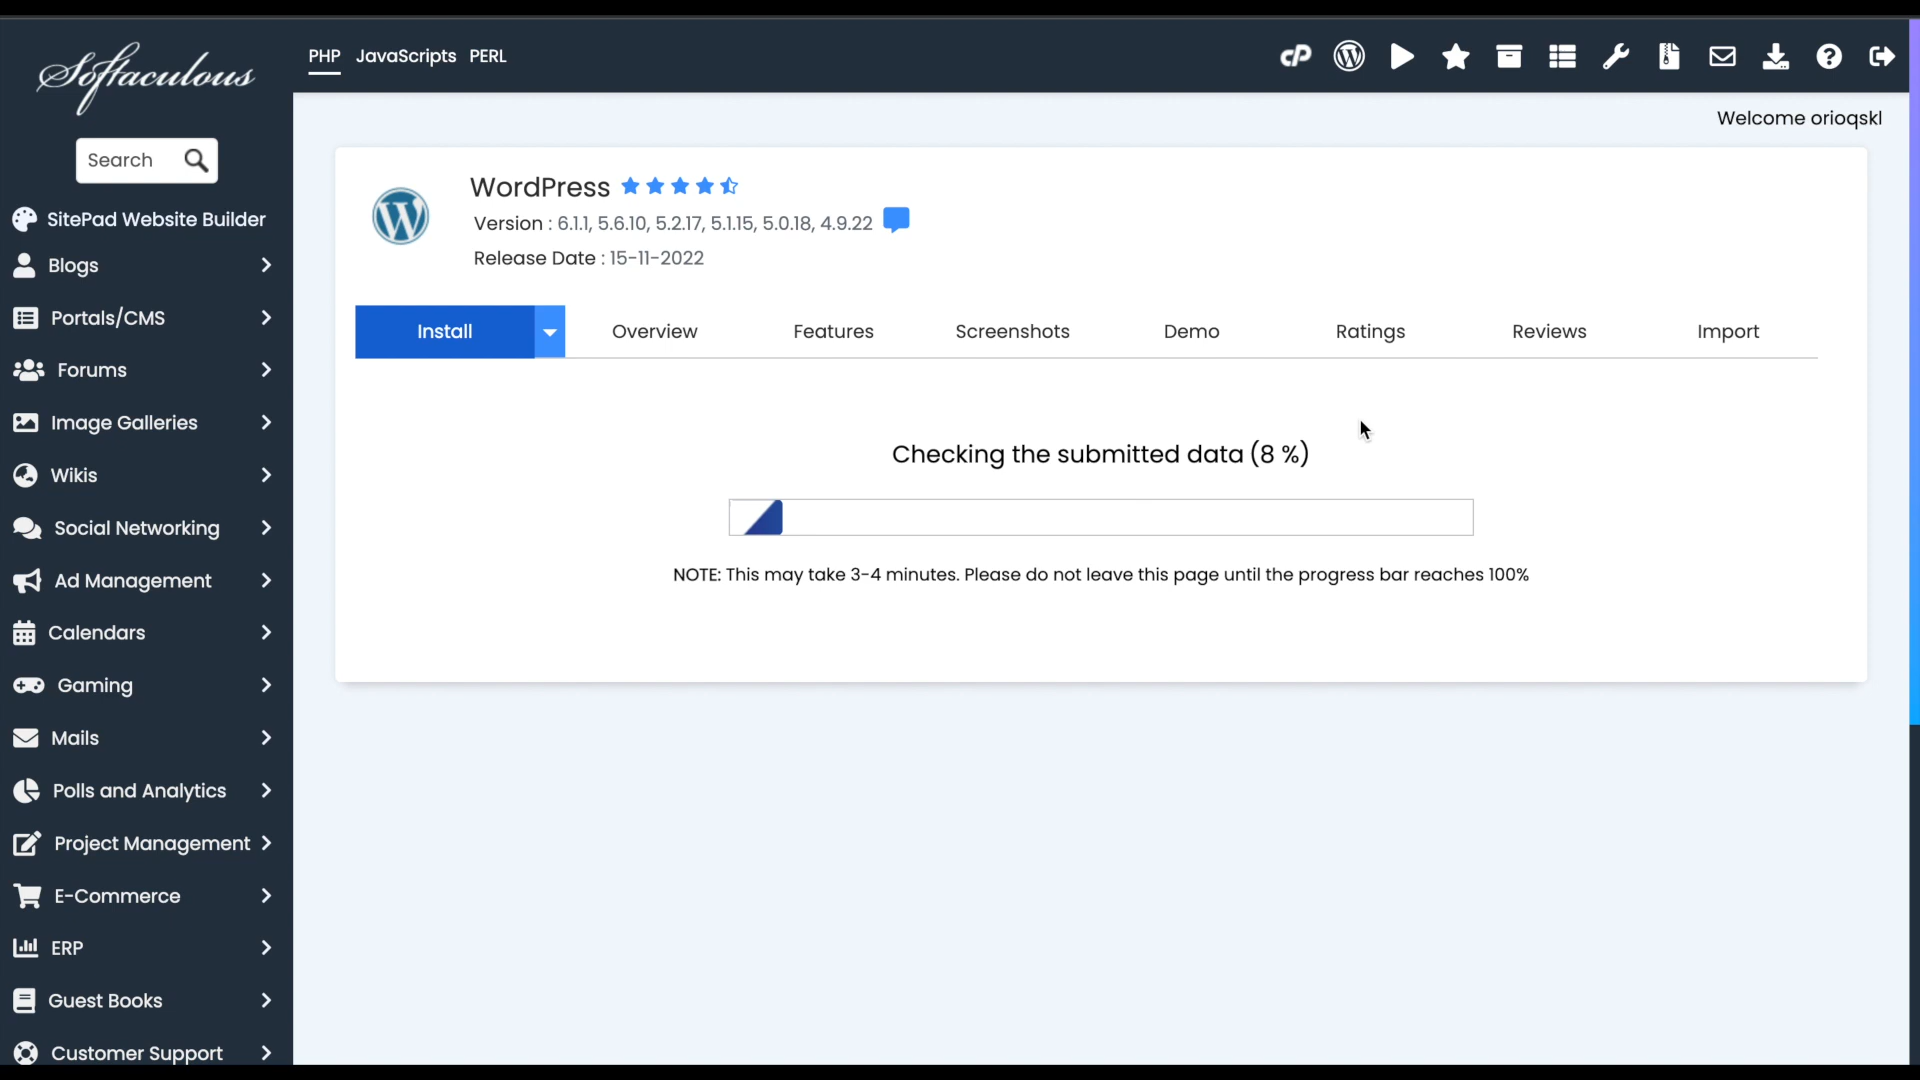 Softaculous
PHP JavaScripts PERL
Welcome orioqskl
Search
SitePad Website Builder
Blogs
Portals/CMS
Forums
Image Galleries
Wikis
Social Networking
Ad Management
Calendars
Gaming
Mails
Polls and Analytics
Project Management
E-Commerce
ERP
Guest Books
Customer Support
WordPress
Version : 6.1.1, 5.6.10, 5.2.17, 5.1.15, 5.0.18, 4.9.22
Release Date : 15-11-2022
Install Overview Features Screenshots Demo Ratings Reviews Import
Checking the submitted data (8 %)
NOTE: This may take 3-4 minutes. Please do not leave this page until the progress bar reaches 100%